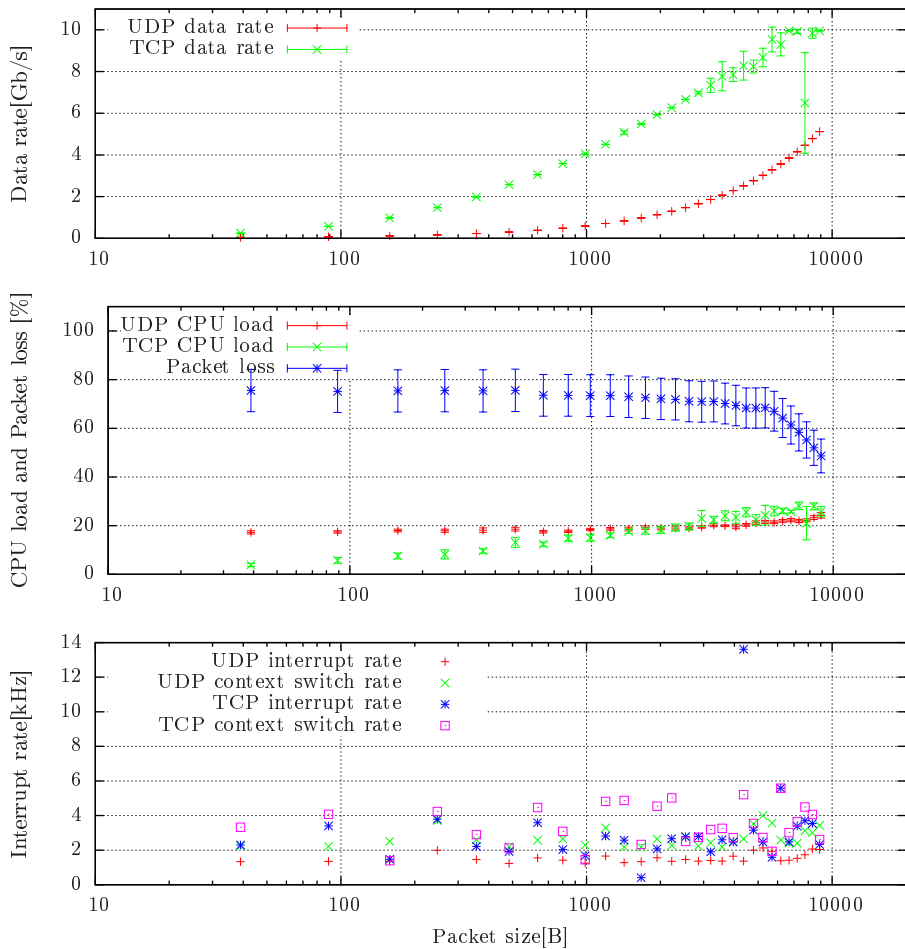 10
8
6
4
2
0
Data rate[Gb/s]
UDP data rate
TCP data rate
10
100
1000
10000
100
80
60
40
20
0
CPU load and Packet loss [%]
UDP CPU load
TCP CPU load
Packet loss
10
100
1000
10000
14
12
10
8
6
4
2
0
Interrupt rate[kHz]
UDP interrupt rate
UDP context switch rate
TCP interrupt rate
TCP context switch rate
10
100
1000
10000
Packet size[B]